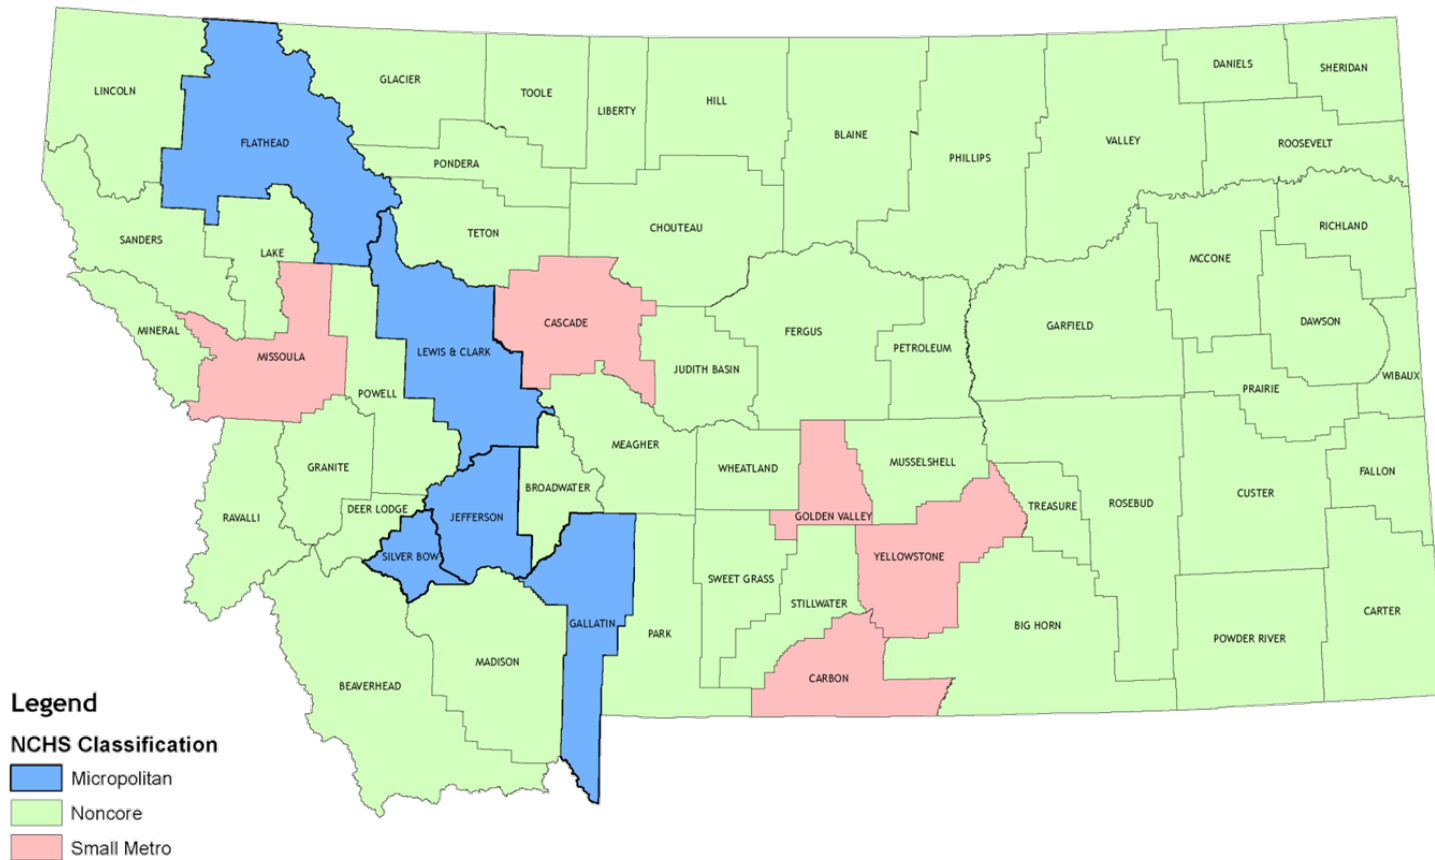 LINCOLN
FLATHEAD
GLACIER
TOOLE
LIBERTY
HILL
BLAINE
PHILLIPS
VALLEY
DANIELS
SHERIDAN
ROOSEVELT
PONDERA
SANDERS
LAKE
TETON
CHOUTEAU
MCCONE
RICHLAND
MINERAL
MISSOULA
LEWIS & CLARK
CASCADE
JUDITH BASIN
FERGUS
PETROLEUM
GARFIELD
DAWSON
WIBAUX
PRAIRIE
POWELL
MEAGHER
WHEATLAND
MUSSELSHELL
GRANITE
BROADWATER
GOLDEN VALLEY
TREASURE
ROSEBUD
CUSTER
FALLON
RAVALLI
DEER LODGE
JEFFERSON
SILVER BOW
YELLOWSTONE
SWEET GRASS
STILLWATER
GALLATIN
PARK
BIG HORN
POWDER RIVER
CARTER
BEAVERHEAD
MADISON
CARBON
Legend
NCHS Classification
Micropolitan
Noncore
Small Metro